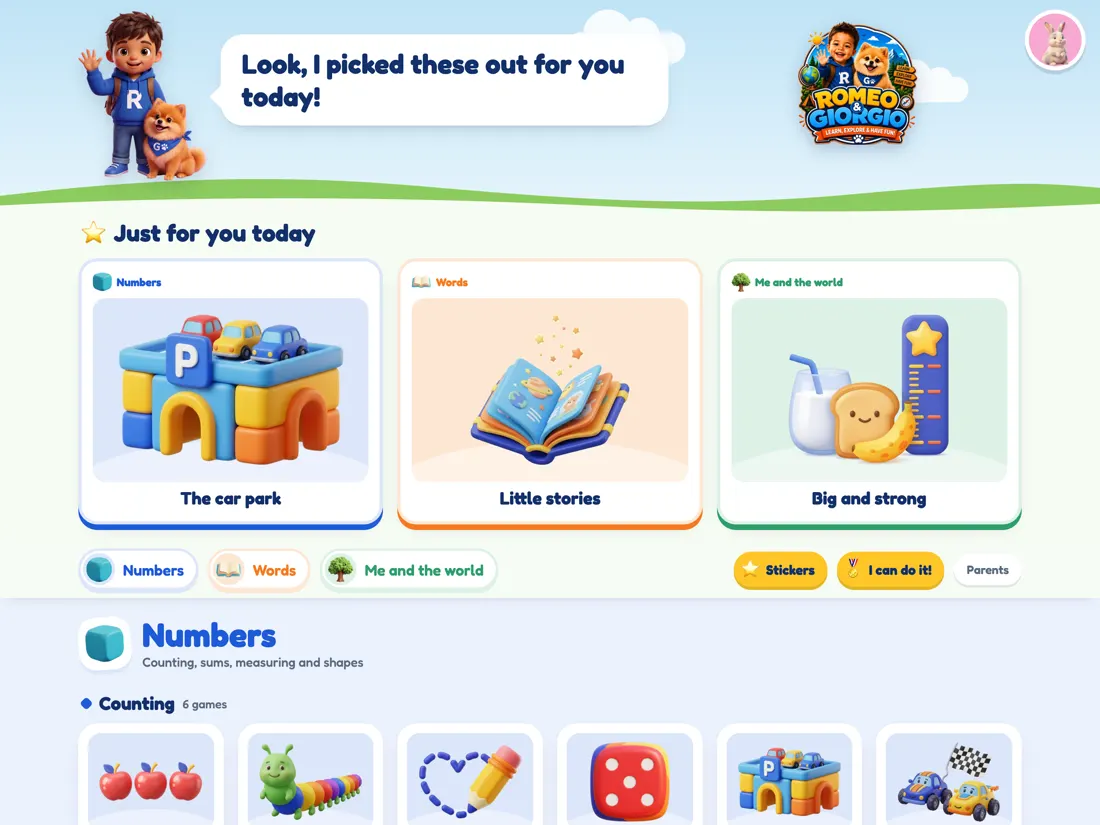 Look, I picked these out for you
today!
R
G
R
G
ROMEO
&
GIORGIO
LEARN, EXPLORE & HAVE FUN!
Just for you today
Numbers
Words
Me and the world
P
The car park
Little stories
Big and strong
Numbers
Words
Me and the world
Stickers
I can do it!
Parents
Numbers
Counting, sums, measuring and shapes
Counting 6 games
P